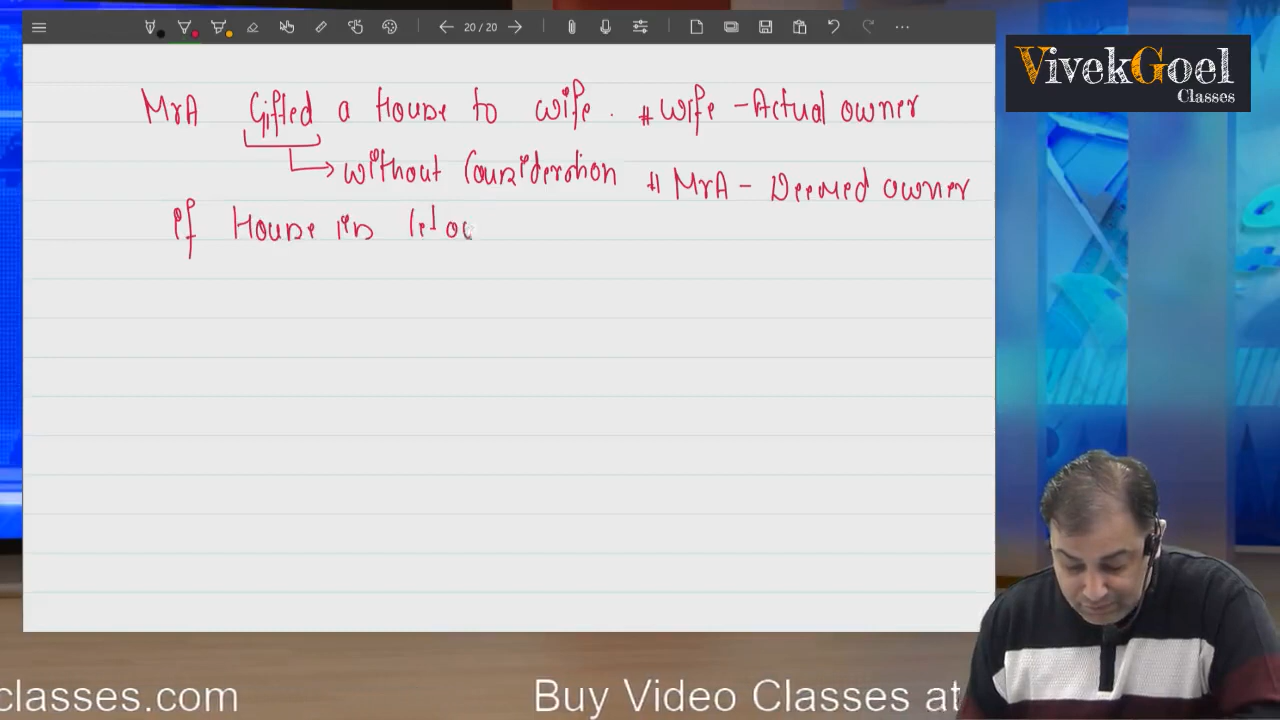 20/20
VivekGoel
Classes
MrA Gifted a House to wife. # Wife - Actual owner
→ without Consideration # MrA - Deemed owner
if House is letou
classes.com Buy Video Classes at